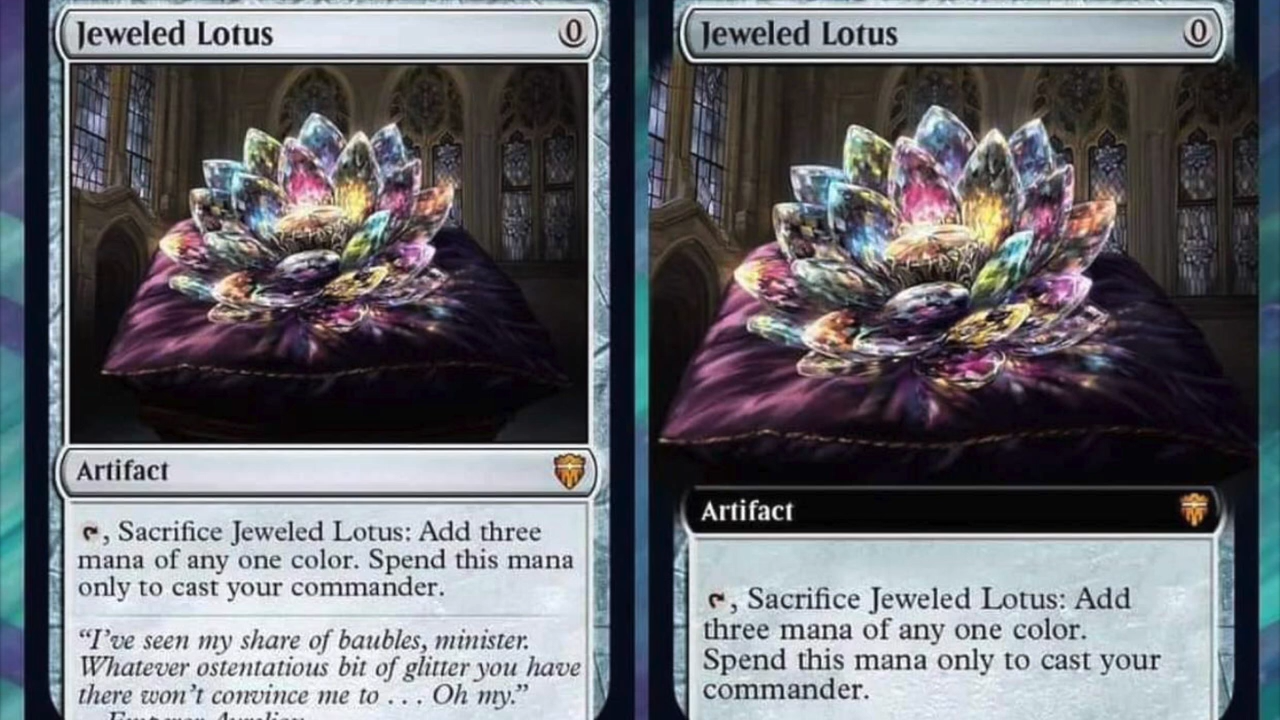 Jeweled Lotus 0
Artifact
, Sacrifice Jeweled Lotus: Add three
mana of any one color. Spend this mana
only to cast your commander.
“I’ve seen my share of baubles, minister.
Whatever ostentatious bit of glitter you have
there won’t convince me to . . . Oh my.”
Jeweled Lotus 0
Artifact
, Sacrifice Jeweled Lotus: Add
three mana of any one color.
Spend this mana only to cast your
commander.